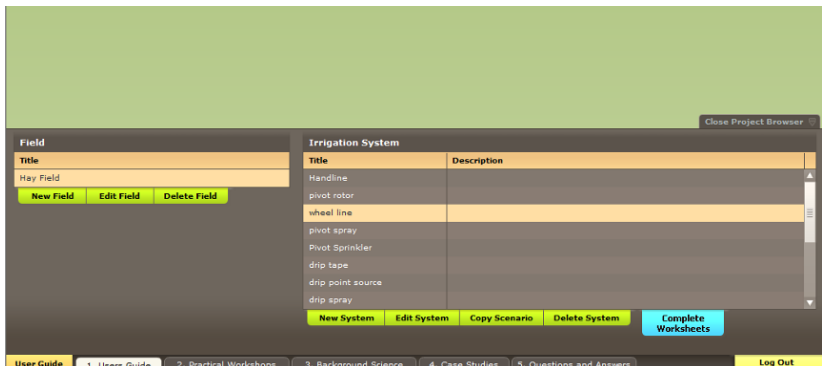 Close Project Browser
Field
Title
Hay Field
New Field Edit Field Delete Field
Irrigation System
Title Description
Handline
pivot rotor
wheel line
pivot spray
Pivot Sprinkler
drip tape
drip point source
drip spray
New System Edit System Copy Scenario Delete System Complete Worksheets
User Guide 1. Users Guide 2. Practical Workshops 3. Background Science 4. Case Studies 5. Questions and Answers Log Out